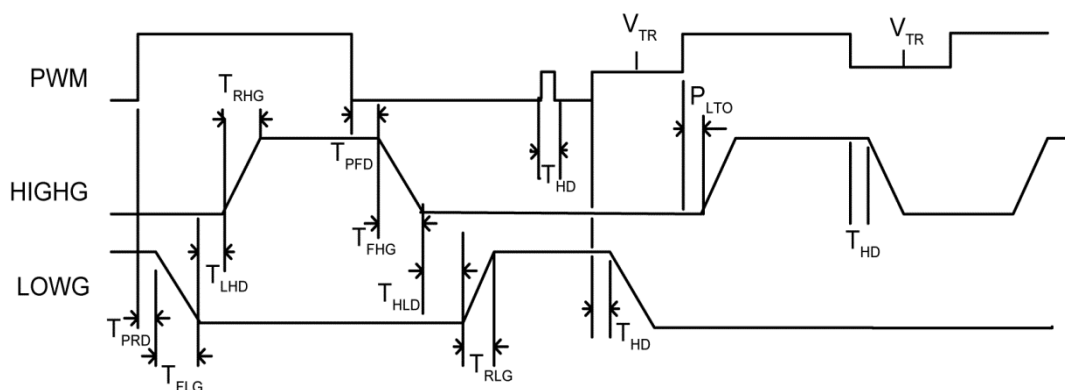 V_TR
V_TR
PWM
T_RHG
P_LTO
T_PFD
T_HD
HIGHG
T_FHG
T_HD
T_LHD
LOWG
T_HLD
T_PRD
T_HD
T_RLG
T_FLG